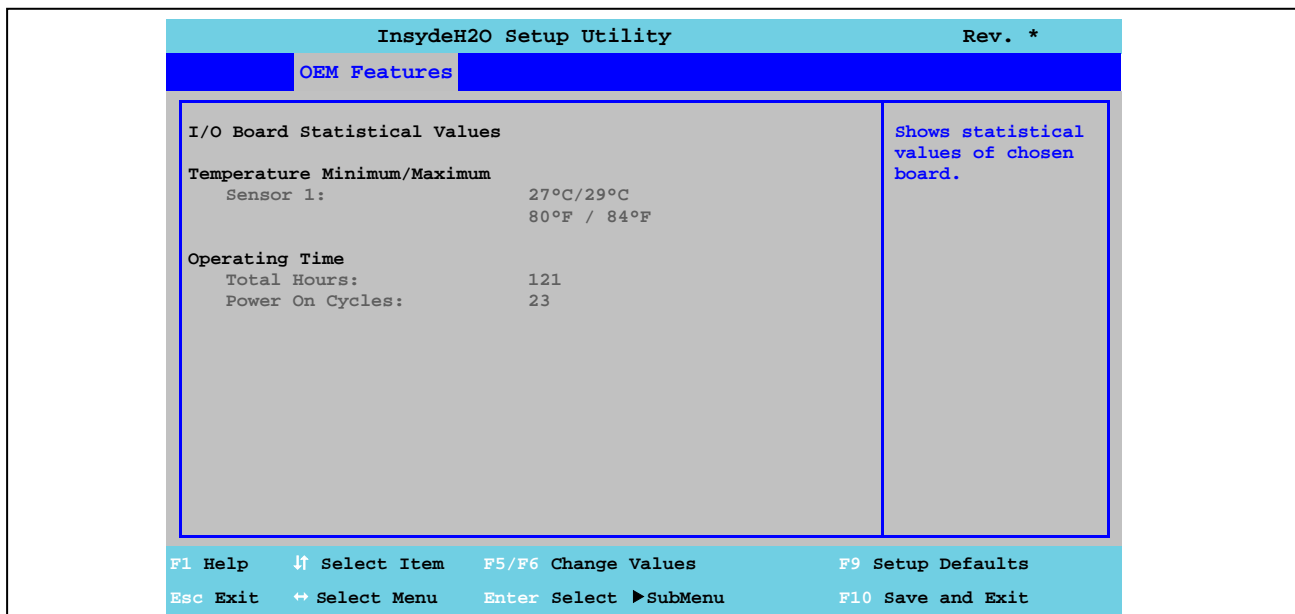 InsydeH2O Setup Utility Rev. *
OEM Features
I/O Board Statistical Values
Temperature Minimum/Maximum
Sensor 1: 27°C/29°C
80°F / 84°F
Operating Time
Total Hours: 121
Power On Cycles: 23
Shows statistical
values of chosen
board.
F1 Help ↓↑ Select Item F5/F6 Change Values F9 Setup Defaults
Esc Exit ↔ Select Menu Enter Select ▶SubMenu F10 Save and Exit